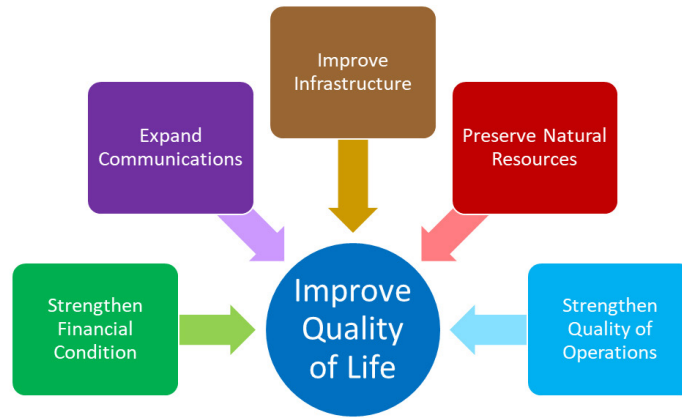 Improve
Infrastructure
Expand
Communications
Preserve Natural
Resources
Strengthen
Financial
Condition
Improve
Quality
of Life
Strengthen
Quality of
Operations